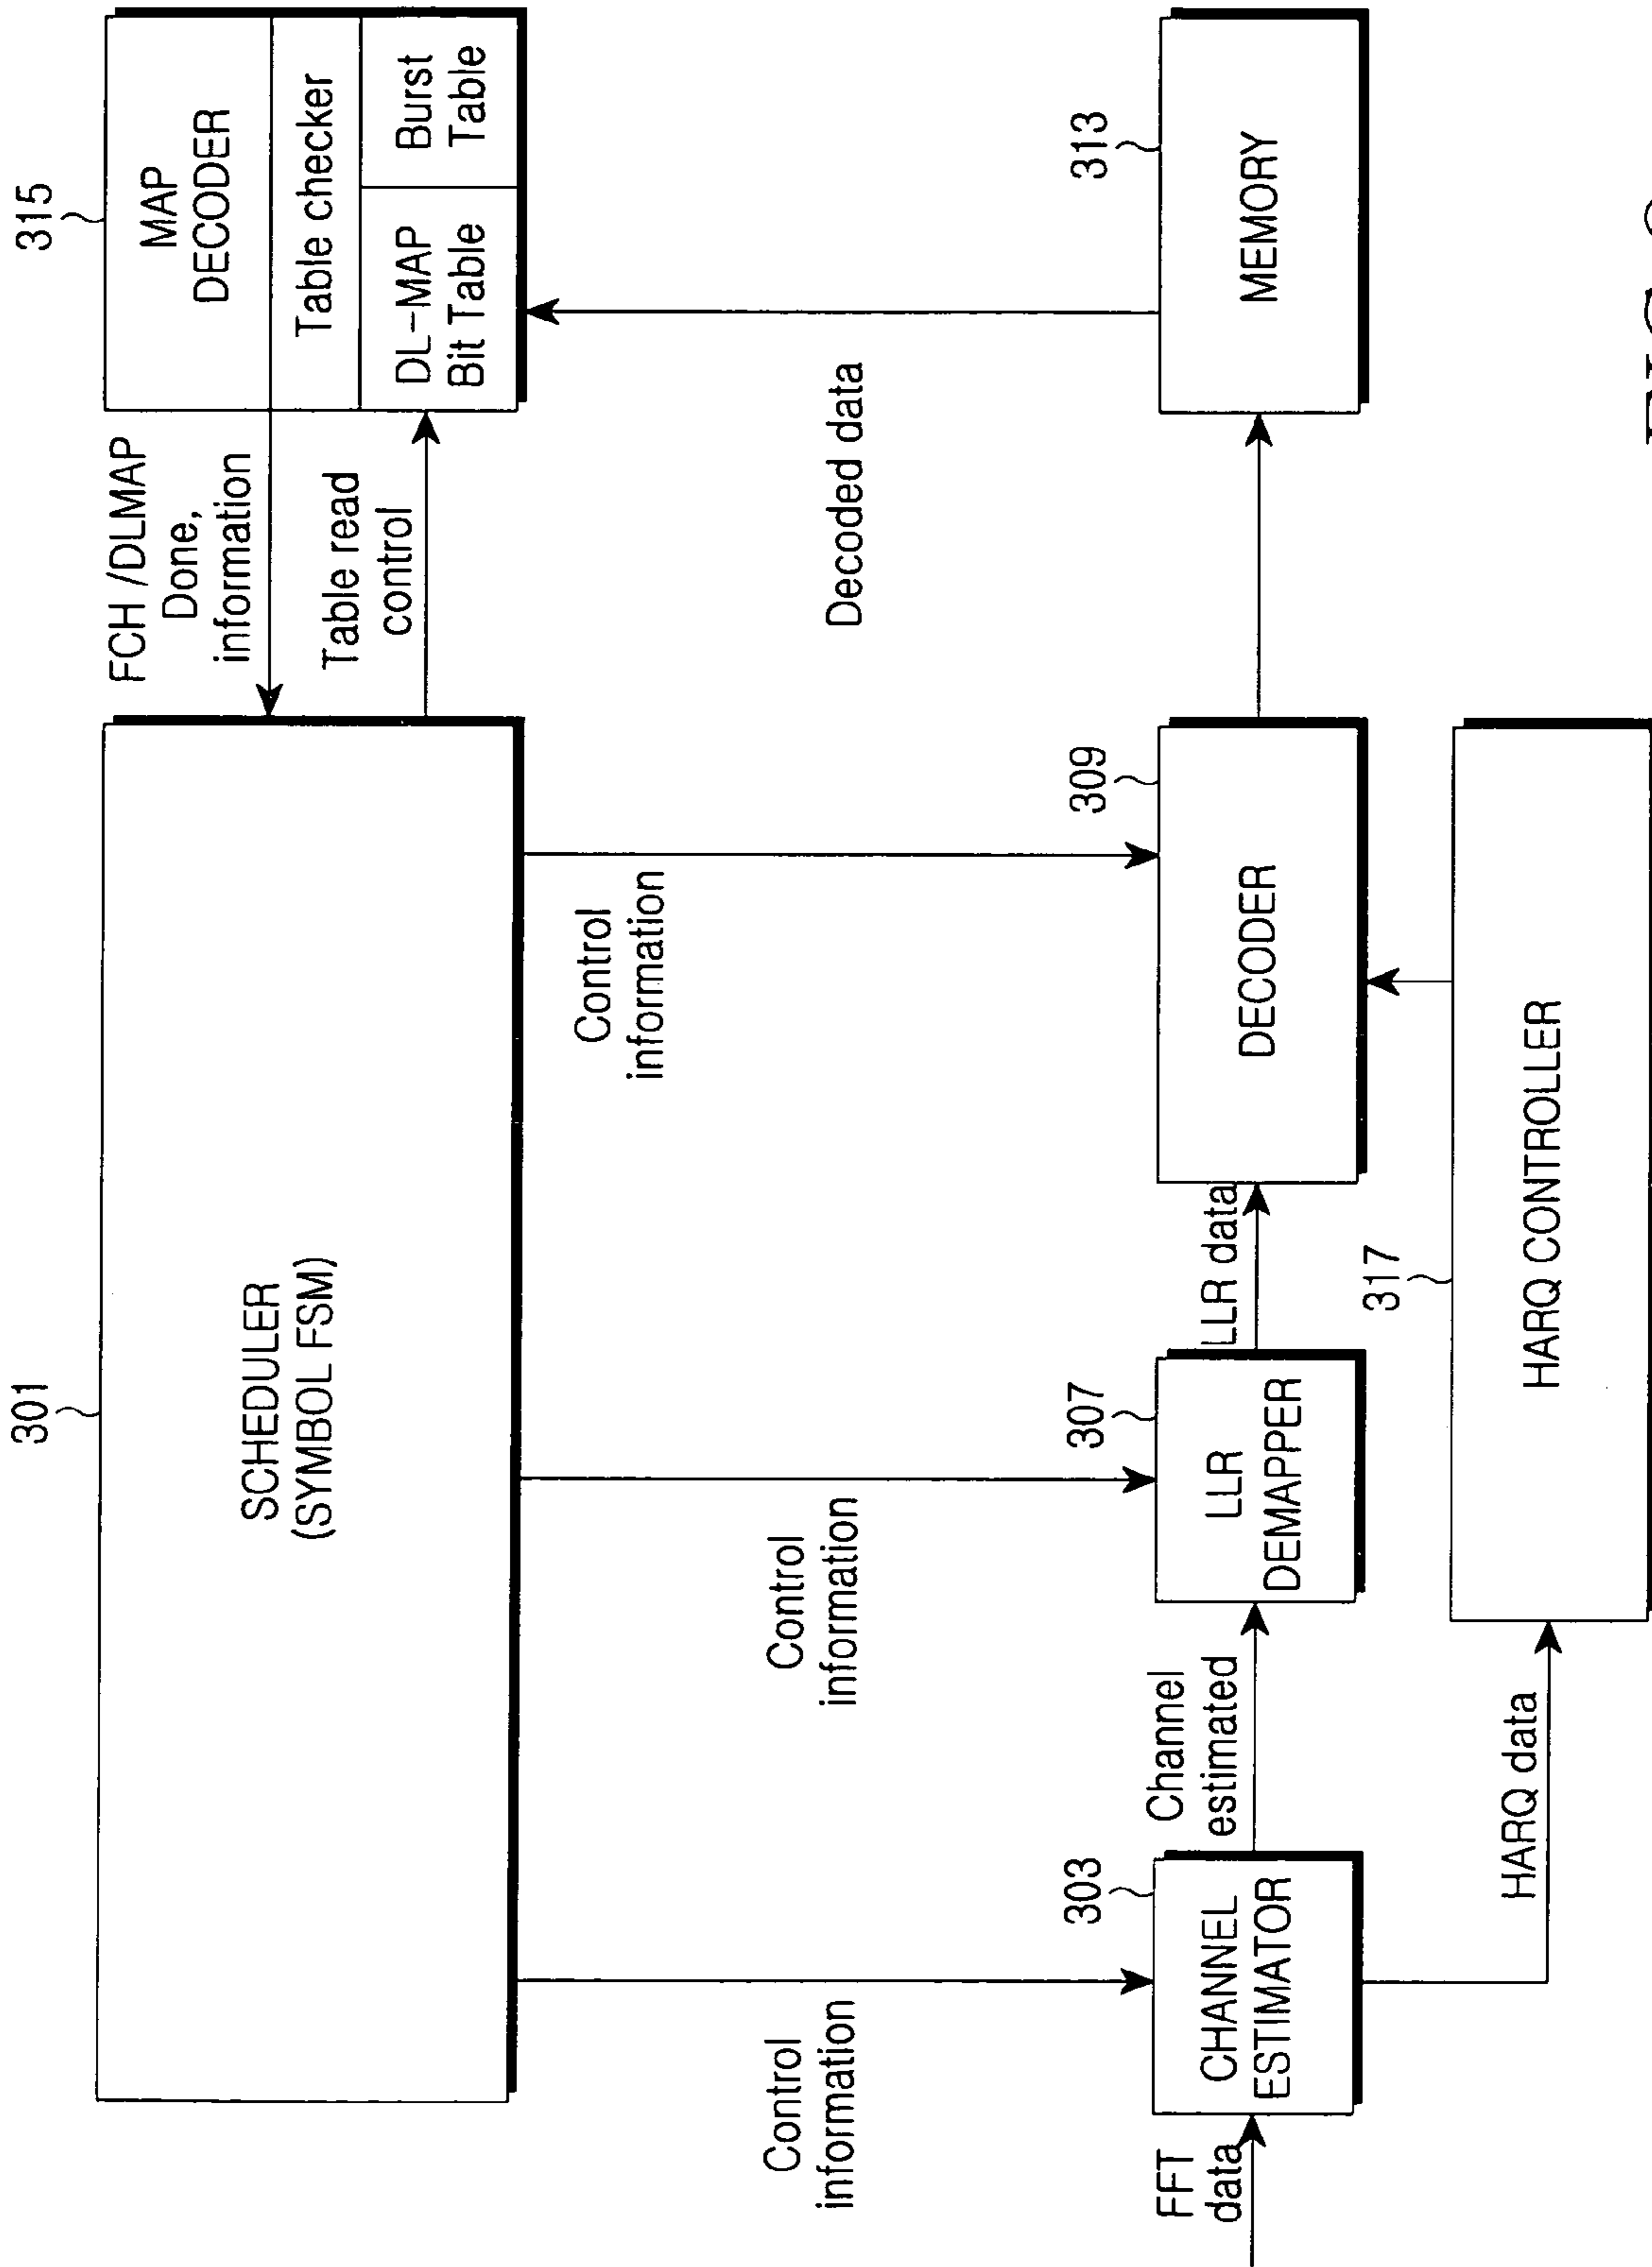 301
SCHEDULER
(SYMBOL FSM)
FCH /DLMAP
Done,
information
Table read
control
315
MAP
DECODER
Table checker
DL-MAP
Bit Table
Burst
Table
Control
information
Control
information
Control
information
Decoded data
FFT
data
303
CHANNEL
ESTIMATOR
Channel
estimated
307
LLR
DEMAPPER
LLR data
309
DECODER
313
MEMORY
HARQ data
317
HARQ CONTROLLER